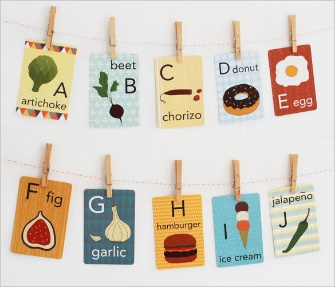 A
artichoke
beet
B
C
chorizo
D donut
E egg
F fig
G
garlic
H
hamburger
I
ice cream
jalapeño
J